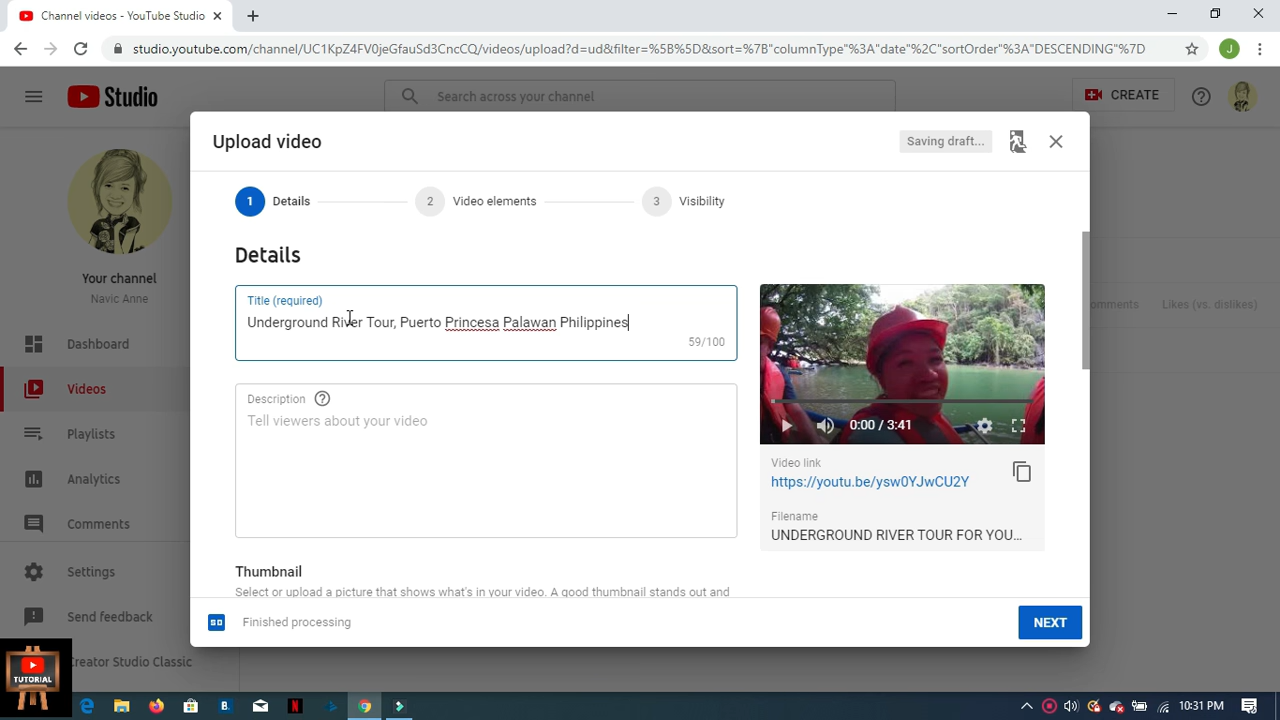 Channel videos - YouTube Studio
studio.youtube.com/channel/UC1KpZ4FV0jeGfauSd3CncCQ/videos/upload?d=ud&filter=%5B%5D&sort=%7B"columnType"%3A"date"%2C"sortOrder"%3A"DESCENDING"%7D
J
Studio
Search across your channel
CREATE
Upload video
Saving draft...
1 Details
2 Video elements
3 Visibility
Your channel
Navic Anne
Dashboard
Videos
Playlists
Analytics
Comments
Settings
Send feedback
Creator Studio Classic
Details
Title (required)
Underground River Tour, Puerto Princesa Palawan Philippines
59/100
Description
Tell viewers about your video
Thumbnail
Select or upload a picture that shows what's in your video. A good thumbnail stands out and
0:00 / 3:41
Video link
https://youtu.be/ysw0YJwCU2Y
Filename
UNDERGROUND RIVER TOUR FOR YOU...
omments
Likes (vs. dislikes)
SD
Finished processing
NEXT
TUTORIAL
B.
N
10:31 PM